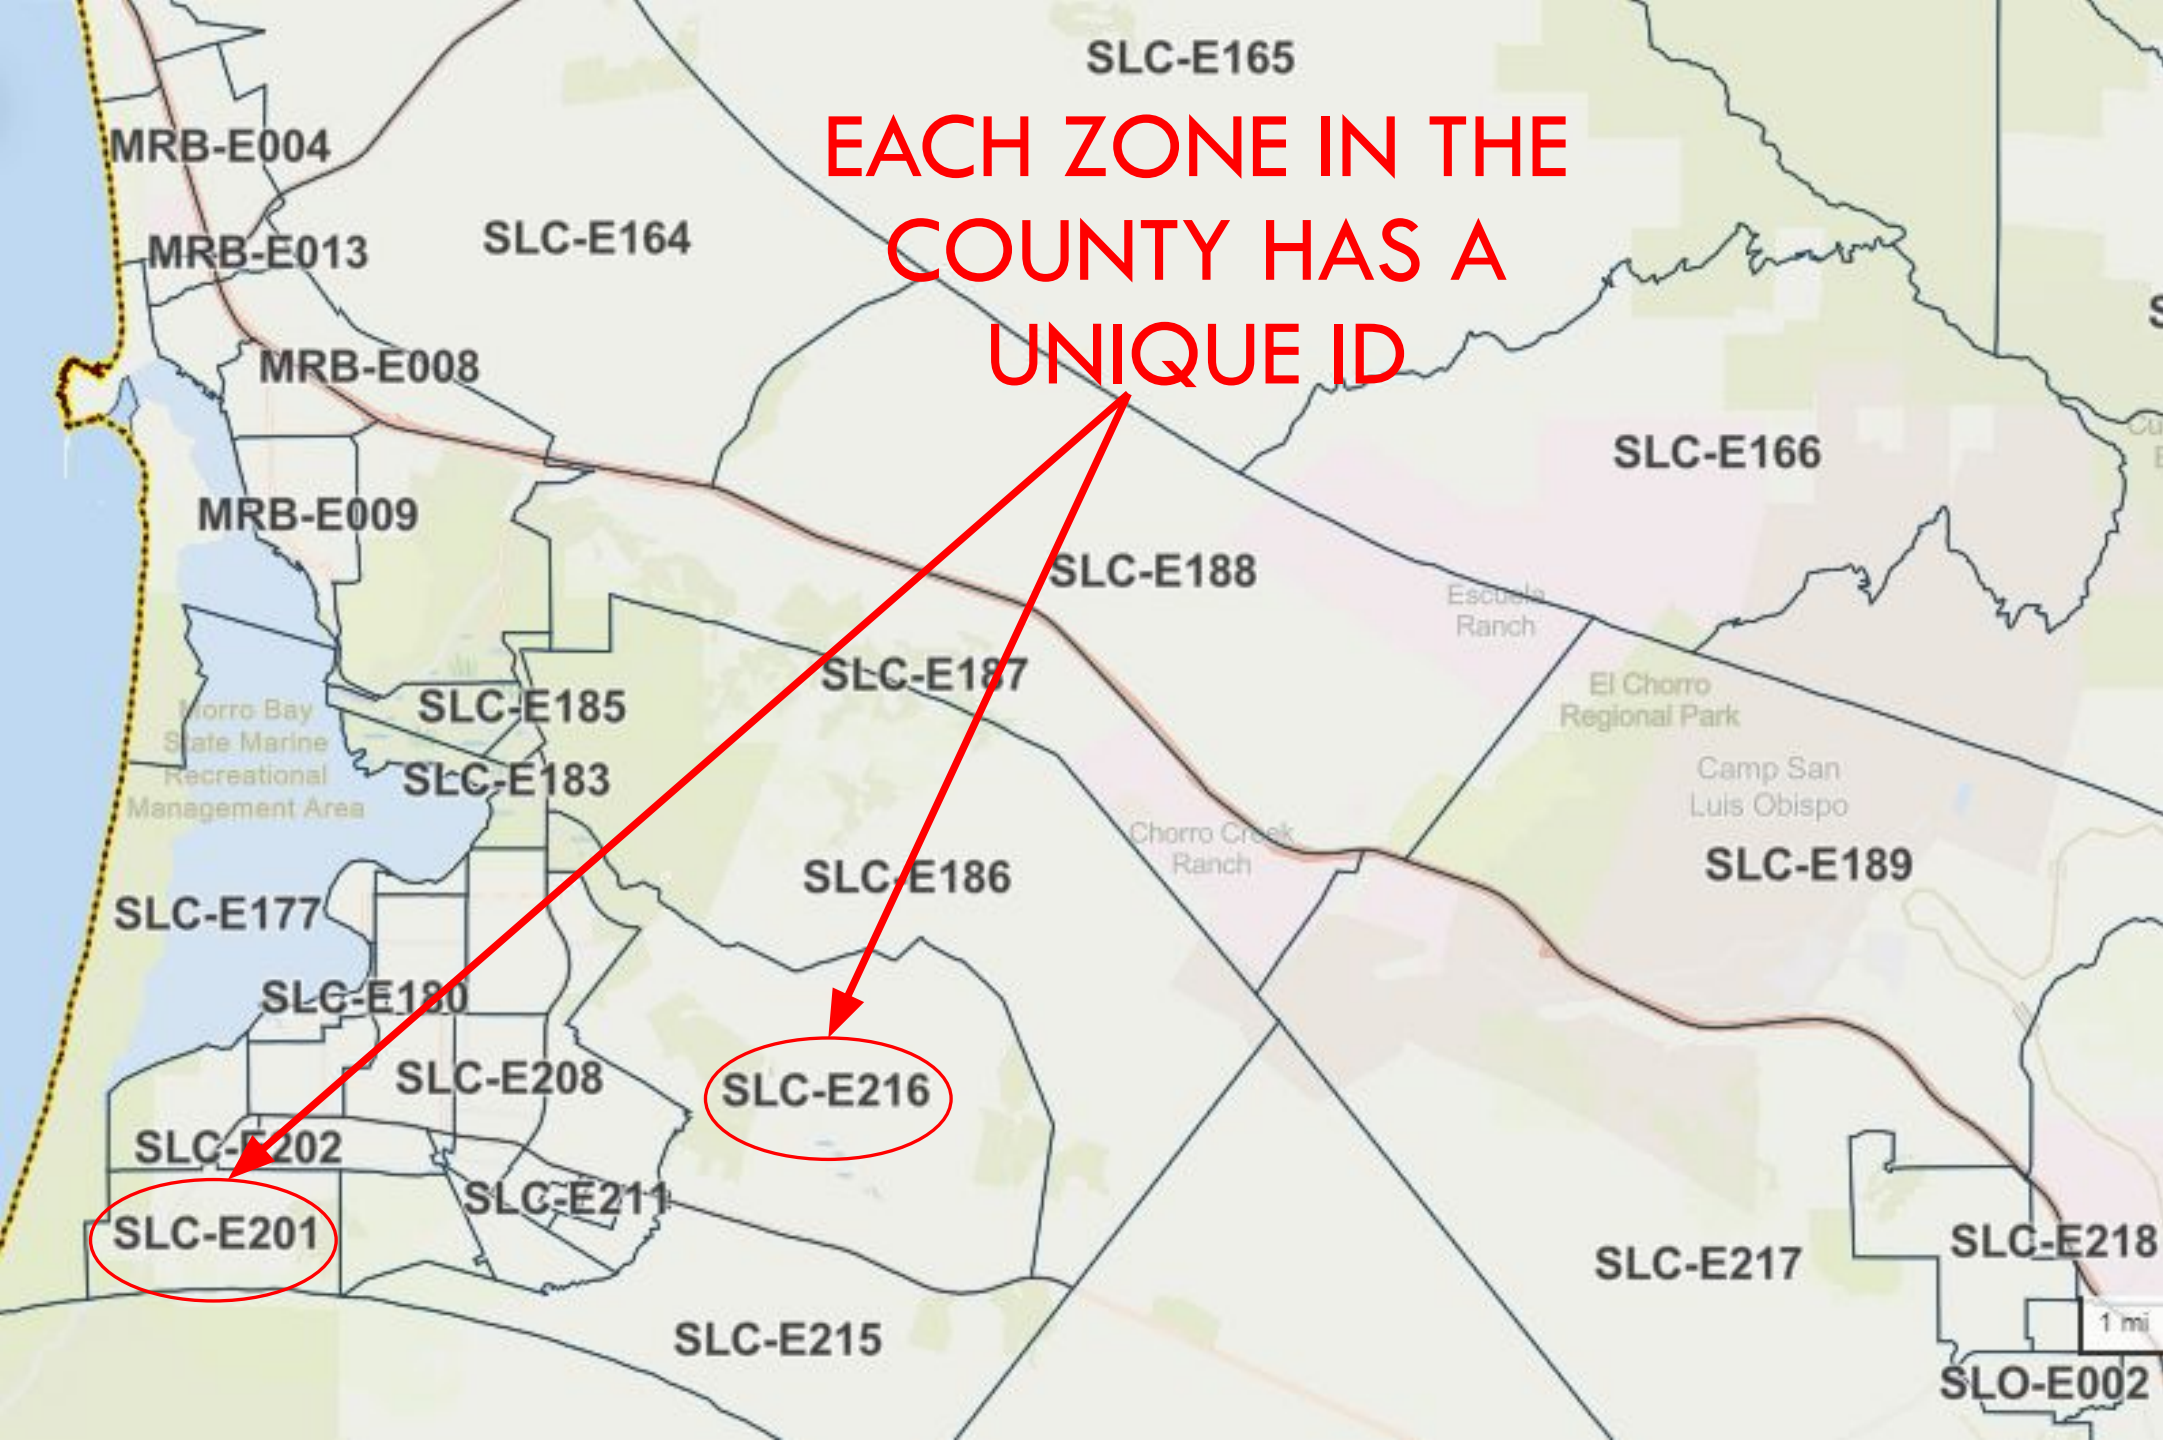 SLC-E165
EACH ZONE IN THE
COUNTY HAS A
UNIQUE ID
MRB-E004
MRB-E013
SLC-E164
MRB-E008
SLC-E166
MRB-E009
SLC-E188
Escuela
Ranch
SLC-E187
El Chorro
Regional Park
SLC-E185
Morro Bay
State Marine
Recreational
Management Area
SLC-E183
Camp San
Luis Obispo
Chorro Creek
Ranch
SLC-E186
SLC-E189
SLC-E177
SLC-E180
SLC-E208
SLC-E216
SLC-E202
SLC-E211
SLC-E201
SLC-E217
SLC-E218
SLC-E215
1 mi
SLO-E002